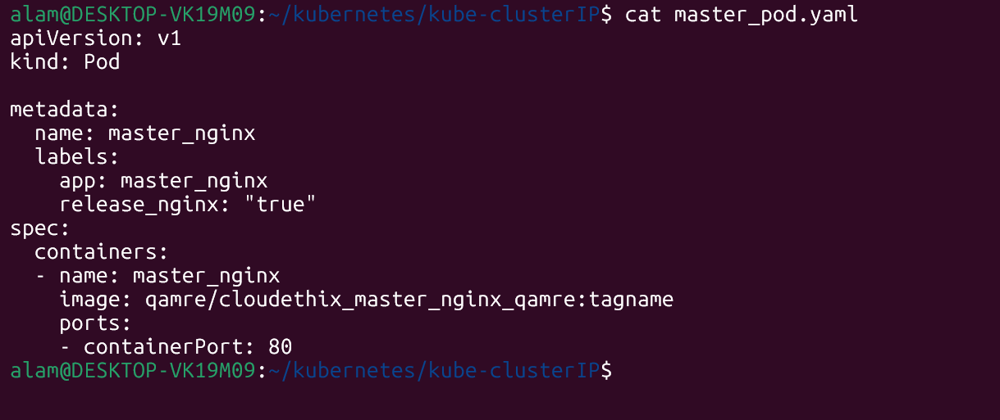 alam@DESKTOP-VK19M09:~/kubernetes/kube-clusterIP$ cat master_pod.yaml
apiVersion: v1
kind: Pod

metadata:
  name: master_nginx
  labels:
    app: master_nginx
    release_nginx: "true"
spec:
  containers:
  - name: master_nginx
    image: qamre/cloudethix_master_nginx_qamre:tagname
    ports:
    - containerPort: 80
alam@DESKTOP-VK19M09:~/kubernetes/kube-clusterIP$